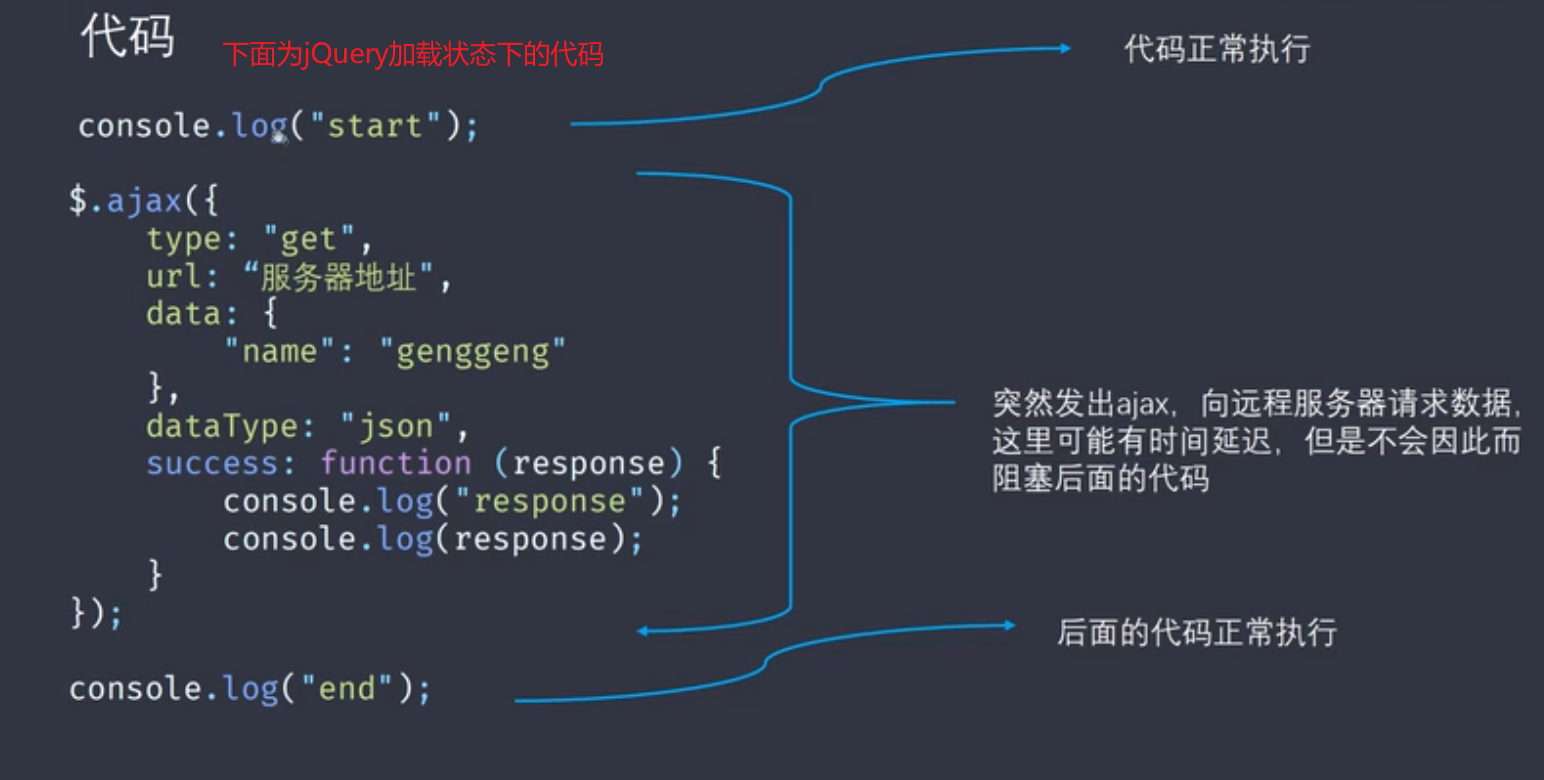 代码
下面为jQuery加载状态下的代码
代码正常执行
console.log("start");
$.ajax({
type: "get",
url: “服务器地址",
data: {
"name": "genggeng"
},
dataType: "json",
success: function (response) {
console.log("response");
console.log(response);
}
});
突然发出ajax，向远程服务器请求数据，
这里可能有时间延迟，但是不会因此而
阻塞后面的代码
后面的代码正常执行
console.log("end");